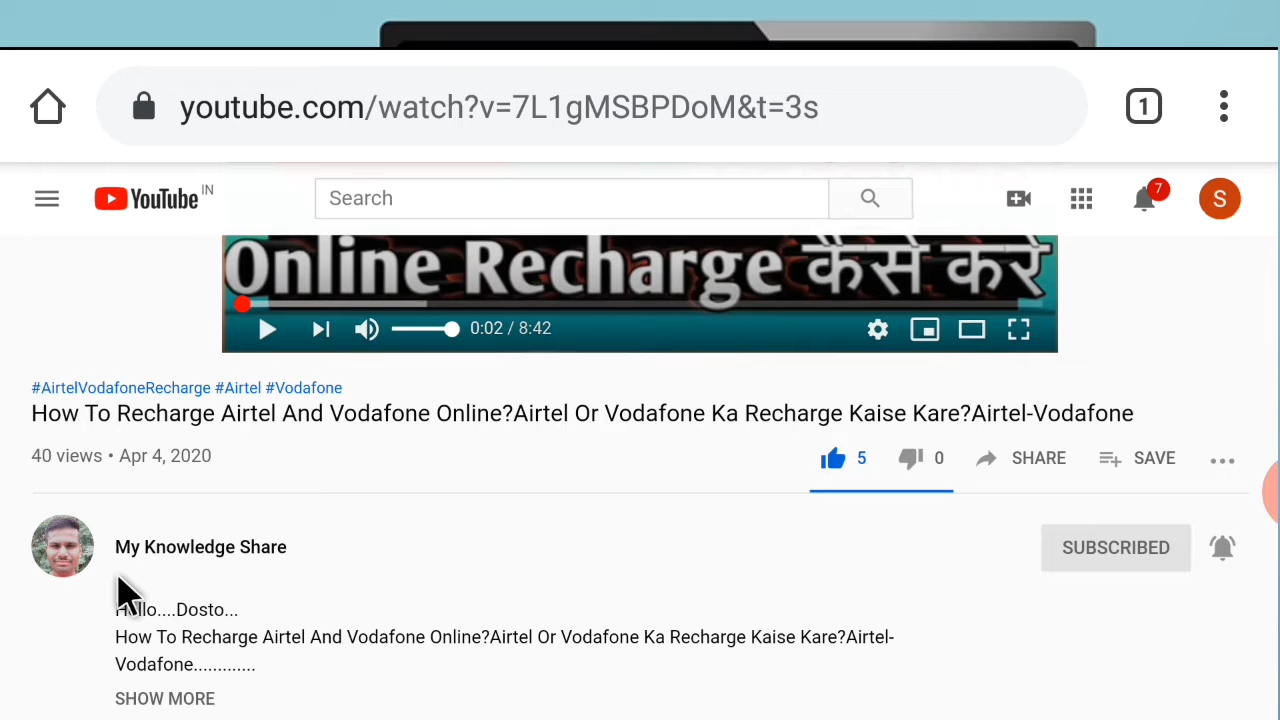 1
youtube.com/watch?v=7L1gMSBPDoM&t=3s
YouTube IN
Search
7
S
Online Recharge कैसे करें
0:02 / 8:42
#AirtelVodafoneRecharge #Airtel #Vodafone
How To Recharge Airtel And Vodafone Online?Airtel Or Vodafone Ka Recharge Kaise Kare?Airtel-Vodafone
40 views • Apr 4, 2020
5 0 SHARE SAVE
My Knowledge Share
SUBSCRIBED
Hello....Dosto...
How To Recharge Airtel And Vodafone Online?Airtel Or Vodafone Ka Recharge Kaise Kare?Airtel-
Vodafone.............
SHOW MORE